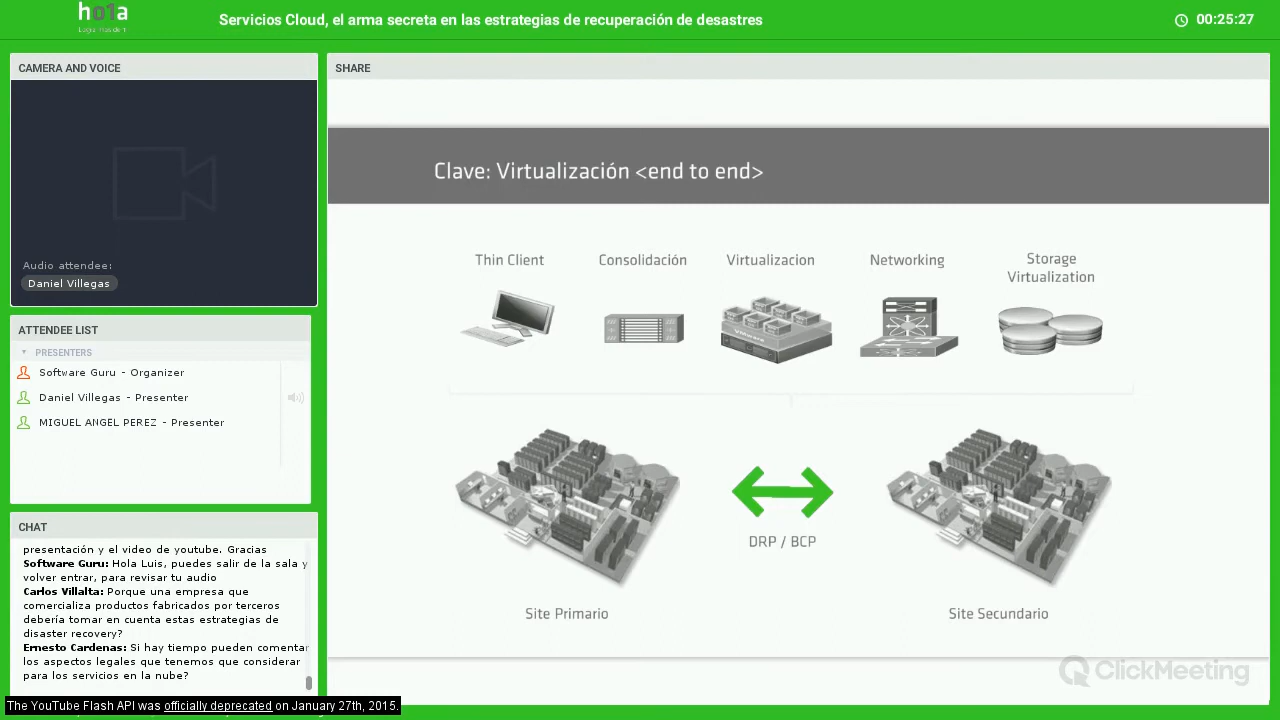 ho1a
Servicios Cloud, el arma secreta en las estrategias de recuperación de desastres
00:25:27
CAMERA AND VOICE
Audio attendee:
Daniel Villegas
ATTENDEE LIST
PRESENTERS
Software Guru - Organizer
Daniel Villegas - Presenter
MIGUEL ANGEL PEREZ - Presenter
CHAT
presentación y el video de youtube. Gracias
Software Guru: Hola Luis, puedes salir de la sala y
volver entrar, para revisar tu audio
Carlos Villalta: Porque una empresa que
comercializa productos fabricados por terceros
debería tomar en cuenta estas estrategias de
disaster recovery?
Ernesto Cardenas: Si hay tiempo pueden comentar
los aspectos legales que tenemos que considerar
para los servicios en la nube?
The YouTube Flash API was officially deprecated on January 27th, 2015.
SHARE
Clave: Virtualización <end to end>
Thin Client
Consolidación
Virtualizacion
Networking
Storage
Virtualization
VMware
DRP / BCP
Site Primario
Site Secundario
ClickMeeting